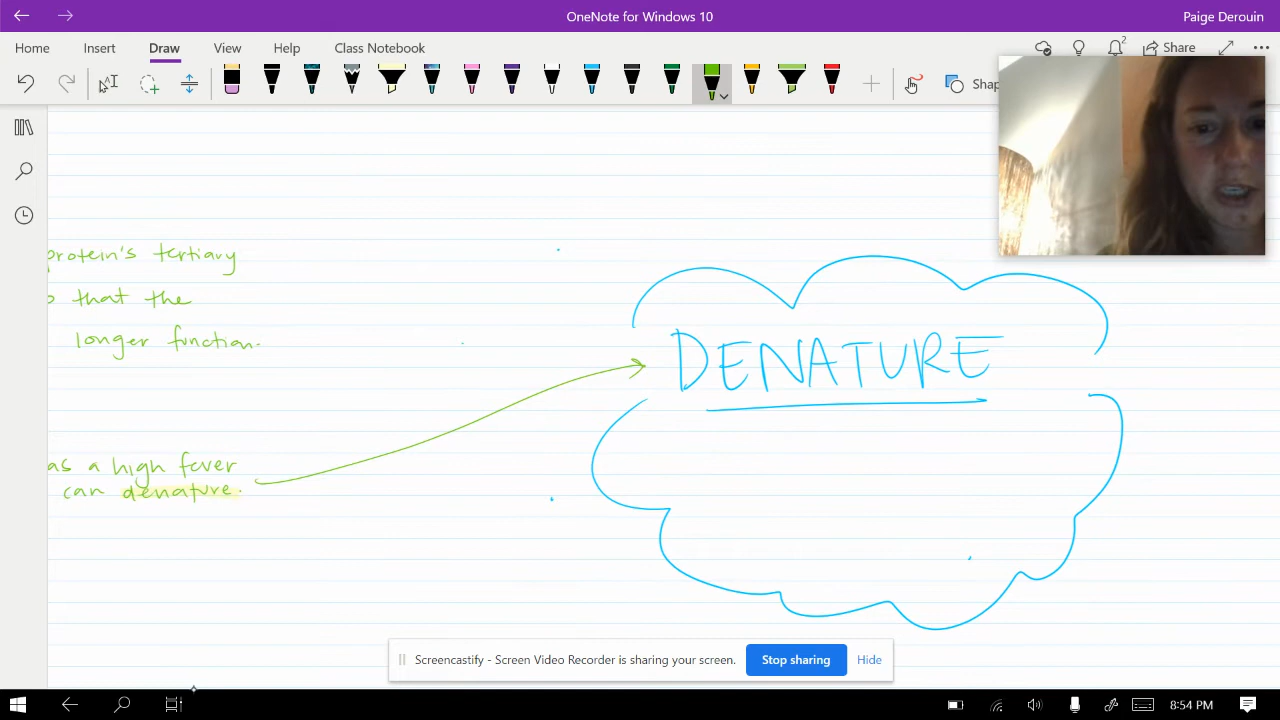 OneNote for Windows 10
Paige Derouin
Home Insert Draw View Help Class Notebook
2
Share
Shap
protein's tertiary
that the
longer function.
as a high fever
can denature.
DENATURE
Screencastify - Screen Video Recorder is sharing your screen.
Stop sharing
Hide
8:54 PM